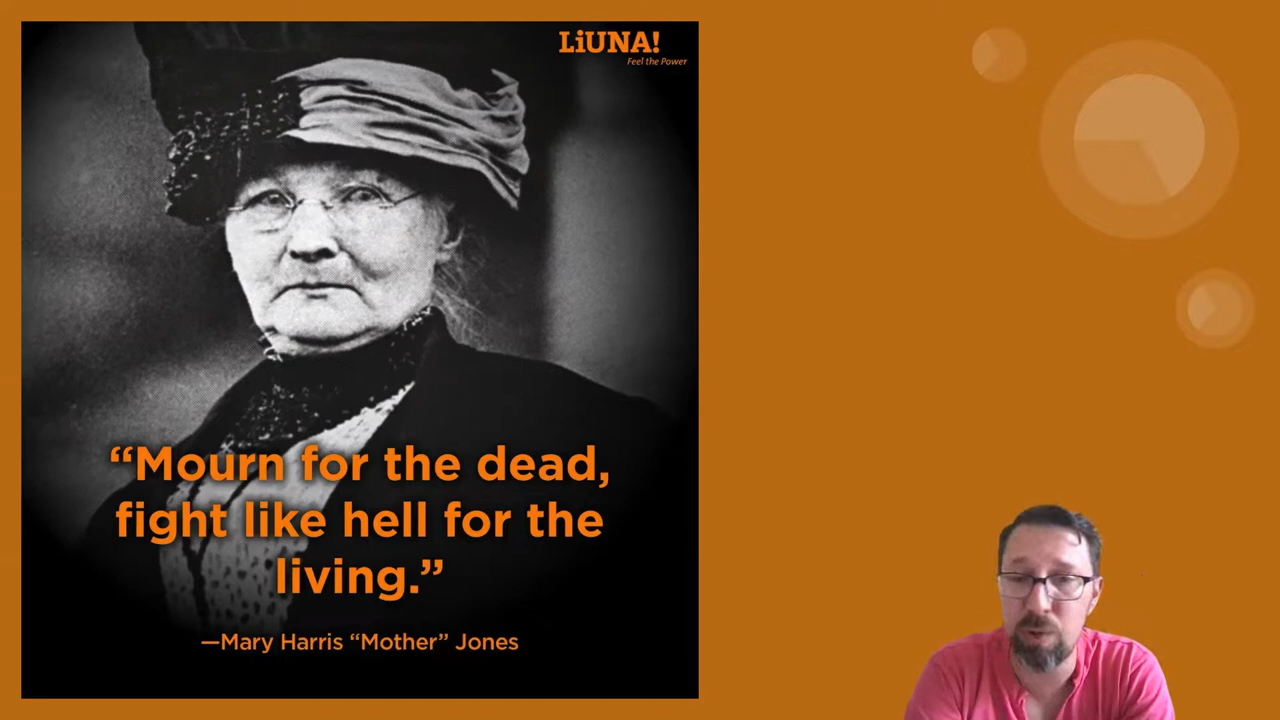 LiUNA!
Feel the Power
“Mourn for the dead,
fight like hell for the
living.”
—Mary Harris “Mother” Jones